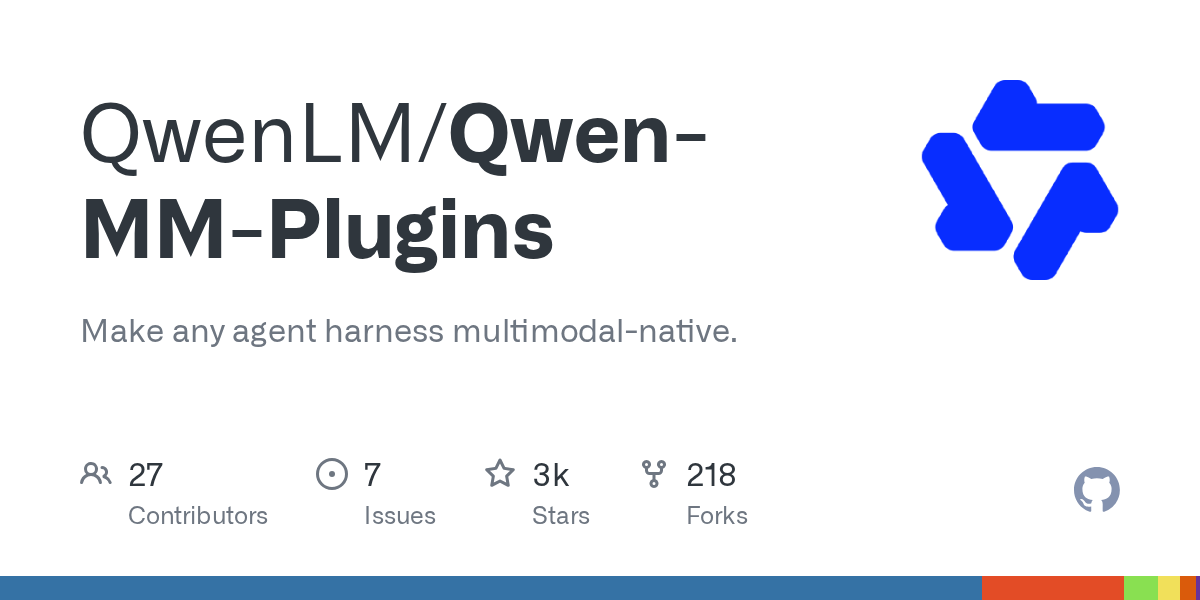 QwenLM/Qwen-
MM-Plugins
Make any agent harness multimodal-native.
27 7 3k 218
Contributors Issues Stars Forks